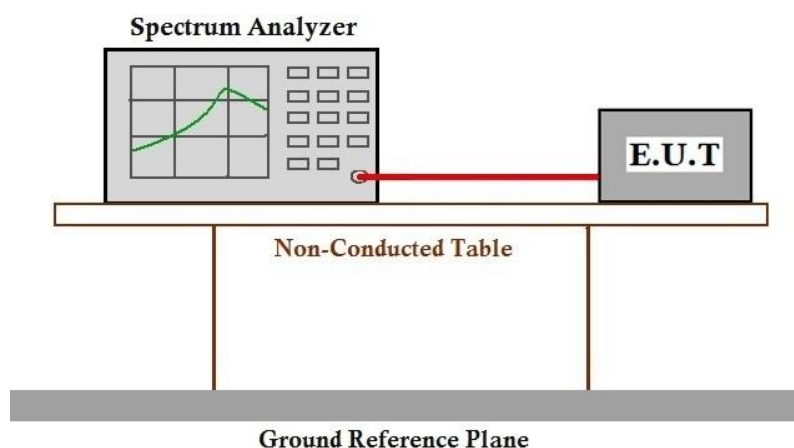 Spectrum Analyzer
E.U.T
Non-Conducted Table
Ground Reference Plane